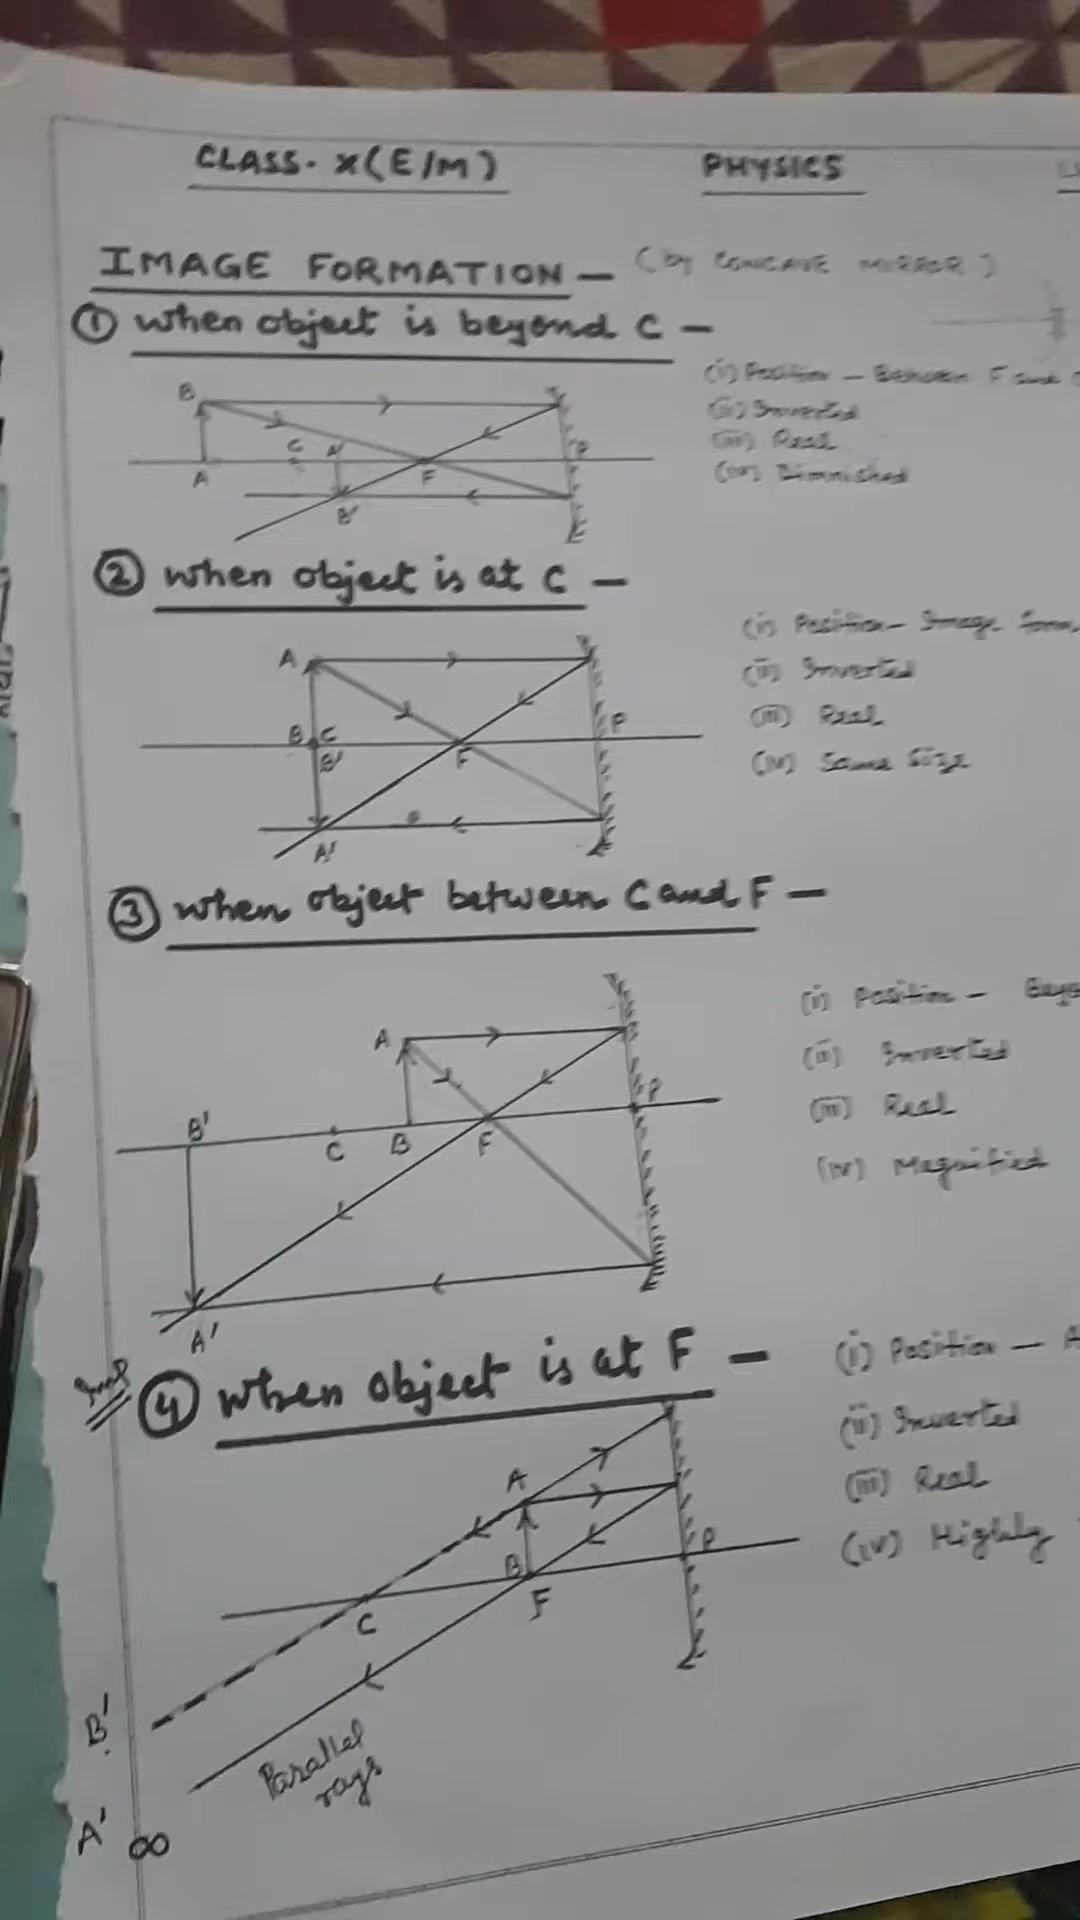 CLASS. X(E/M) PHYSICS
IMAGE FORMATION — (by CONCAVE MIRROR)
① when object is beyond C —
(i) Position — Between F and
(ii) Inverted
(iii) Real
(iv) Diminished
B
C A'
P
A
F
B'
② when object is at C —
(i) Position — Image form
(ii) Inverted
(iii) Real
(iv) Same Size
A
P
B C
B' F
A'
③ when object between C and F —
(i) Position —
(ii) Inverted
(iii) Real
(iv) Magnified
A
P
B'
C B F
A'
④ when object is at F —
(i) Position — A
(ii) Inverted
(iii) Real
(iv) Highly
A
P
B
C F
B'
Parallel
rays
A' ∞